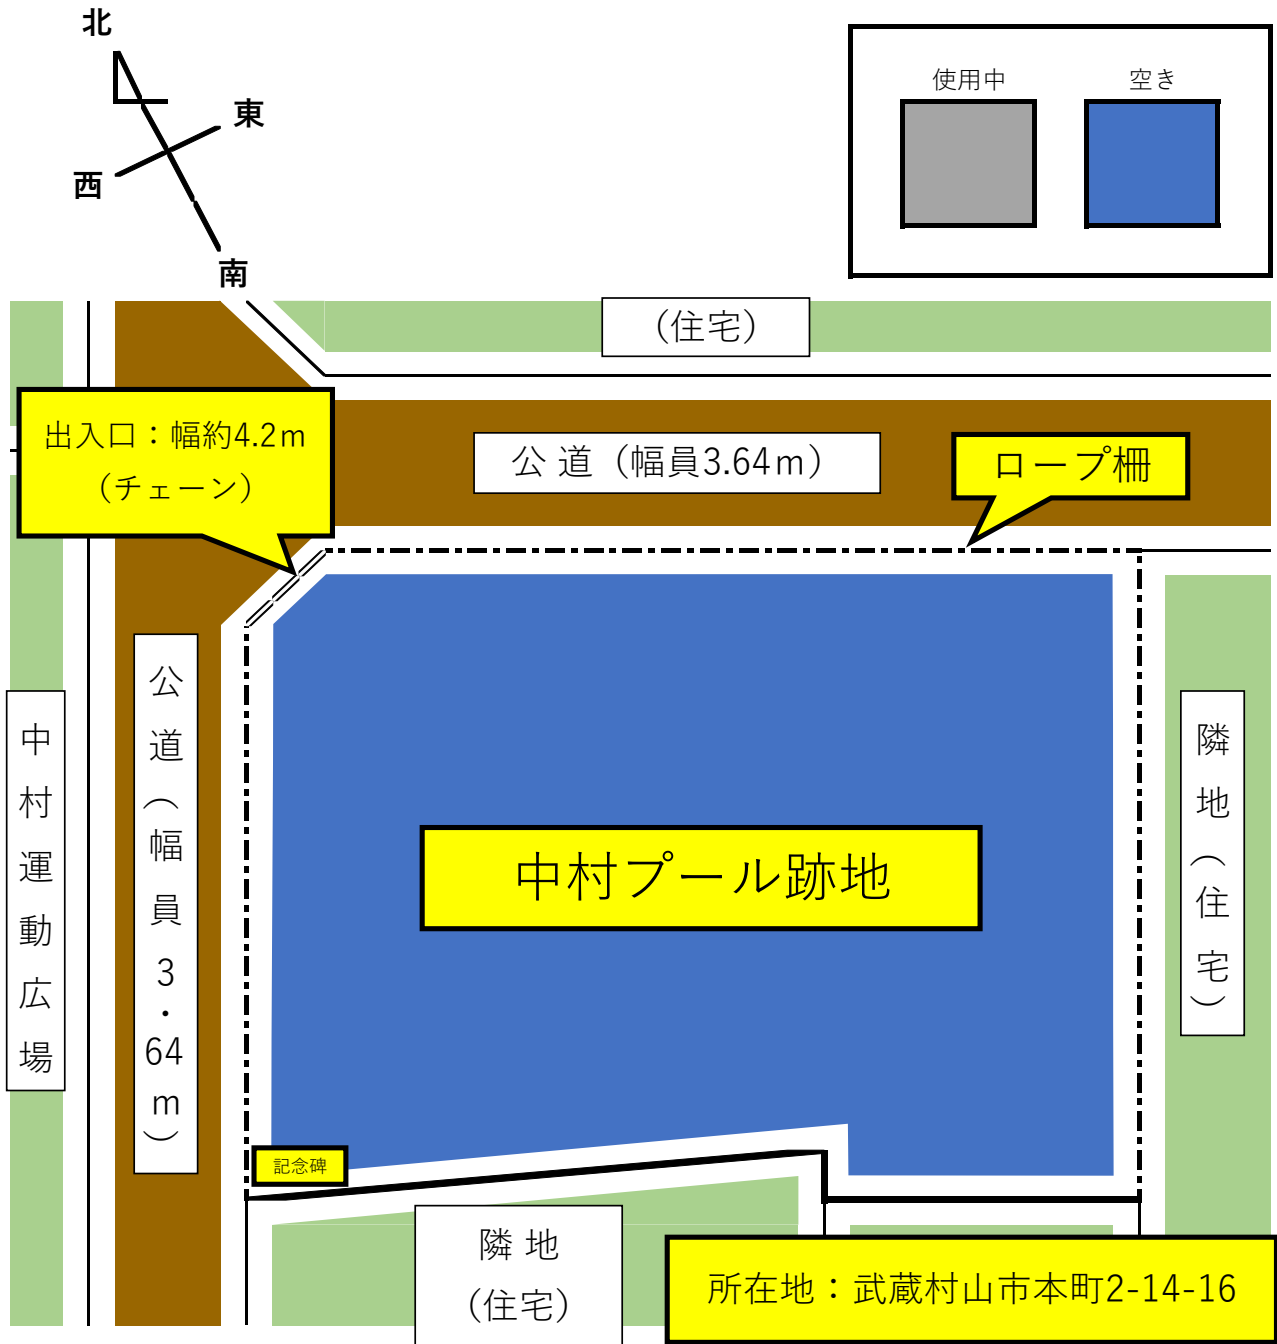 北
東
西
南
使用中
空き
(住宅)
出入口：幅約4.2m
(チェーン)
公 道（幅員3.64m）
ロープ柵
公道（幅員3・64m）
中村運動広場
隣地（住宅）
中村プール跡地
記念碑
隣 地
(住宅)
所在地：武蔵村山市本町2-14-16